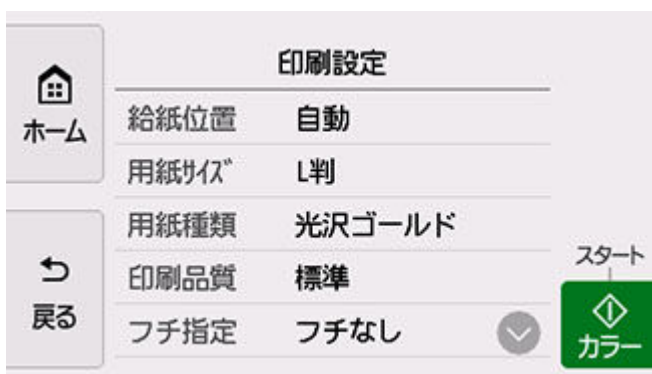 印刷設定
ホーム
給紙位置 自動
用紙サイズ L判
用紙種類 光沢ゴールド
印刷品質 標準
フチ指定 フチなし
戻る
スタート
カラー